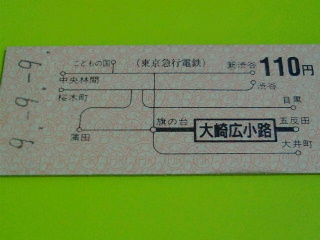 9.-9.-9.
こどもの国 (東京急行電鉄) 新渋谷 110円
中央林間 渋谷
桜木町 目黒
蒲田 旗の台 大崎広小路 五反田
大井町